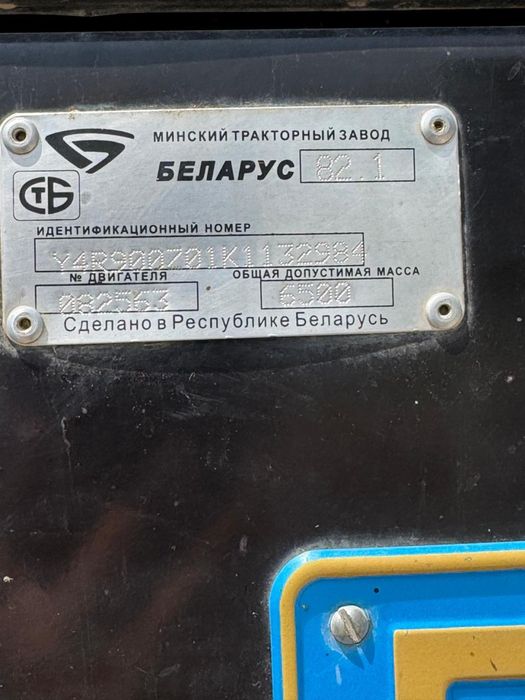 МИНСКИЙ ТРАКТОРНЫЙ ЗАВОД
БЕЛАРУС 82.1
СТБ
ИДЕНТИФИКАЦИОННЫЙ НОМЕР
Y4R900Z01K1132984
№ ДВИГАТЕЛЯ ОБЩАЯ ДОПУСТИМАЯ МАССА
082563 6500
Сделано в Республике Беларусь